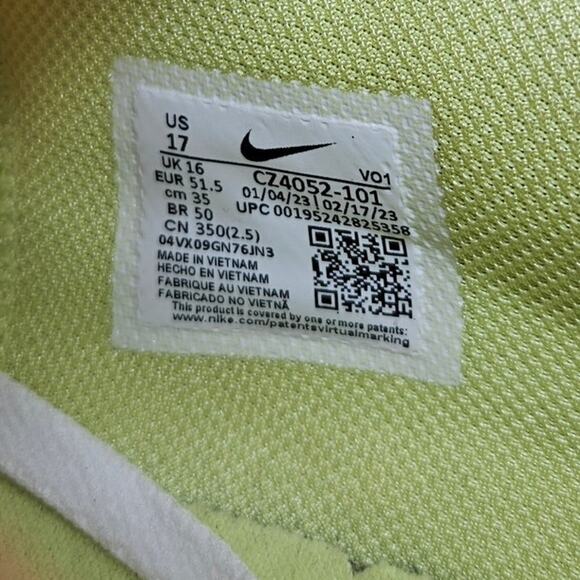 US
17
UK 16
EUR 51.5
cm 35
BR 50
CN 350(2.5)
04VX09GN76JN3
MADE IN VIETNAM
HECHO EN VIETNAM
FABRIQUE AU VIETNAM
FABRICADO NO VIETNÃ
This product is covered by one or more patents:
www.nike.com/patentsvirtualmarking
VO1
CZ4052-101
01/04/23 | 02/17/23
UPC 00195242825358